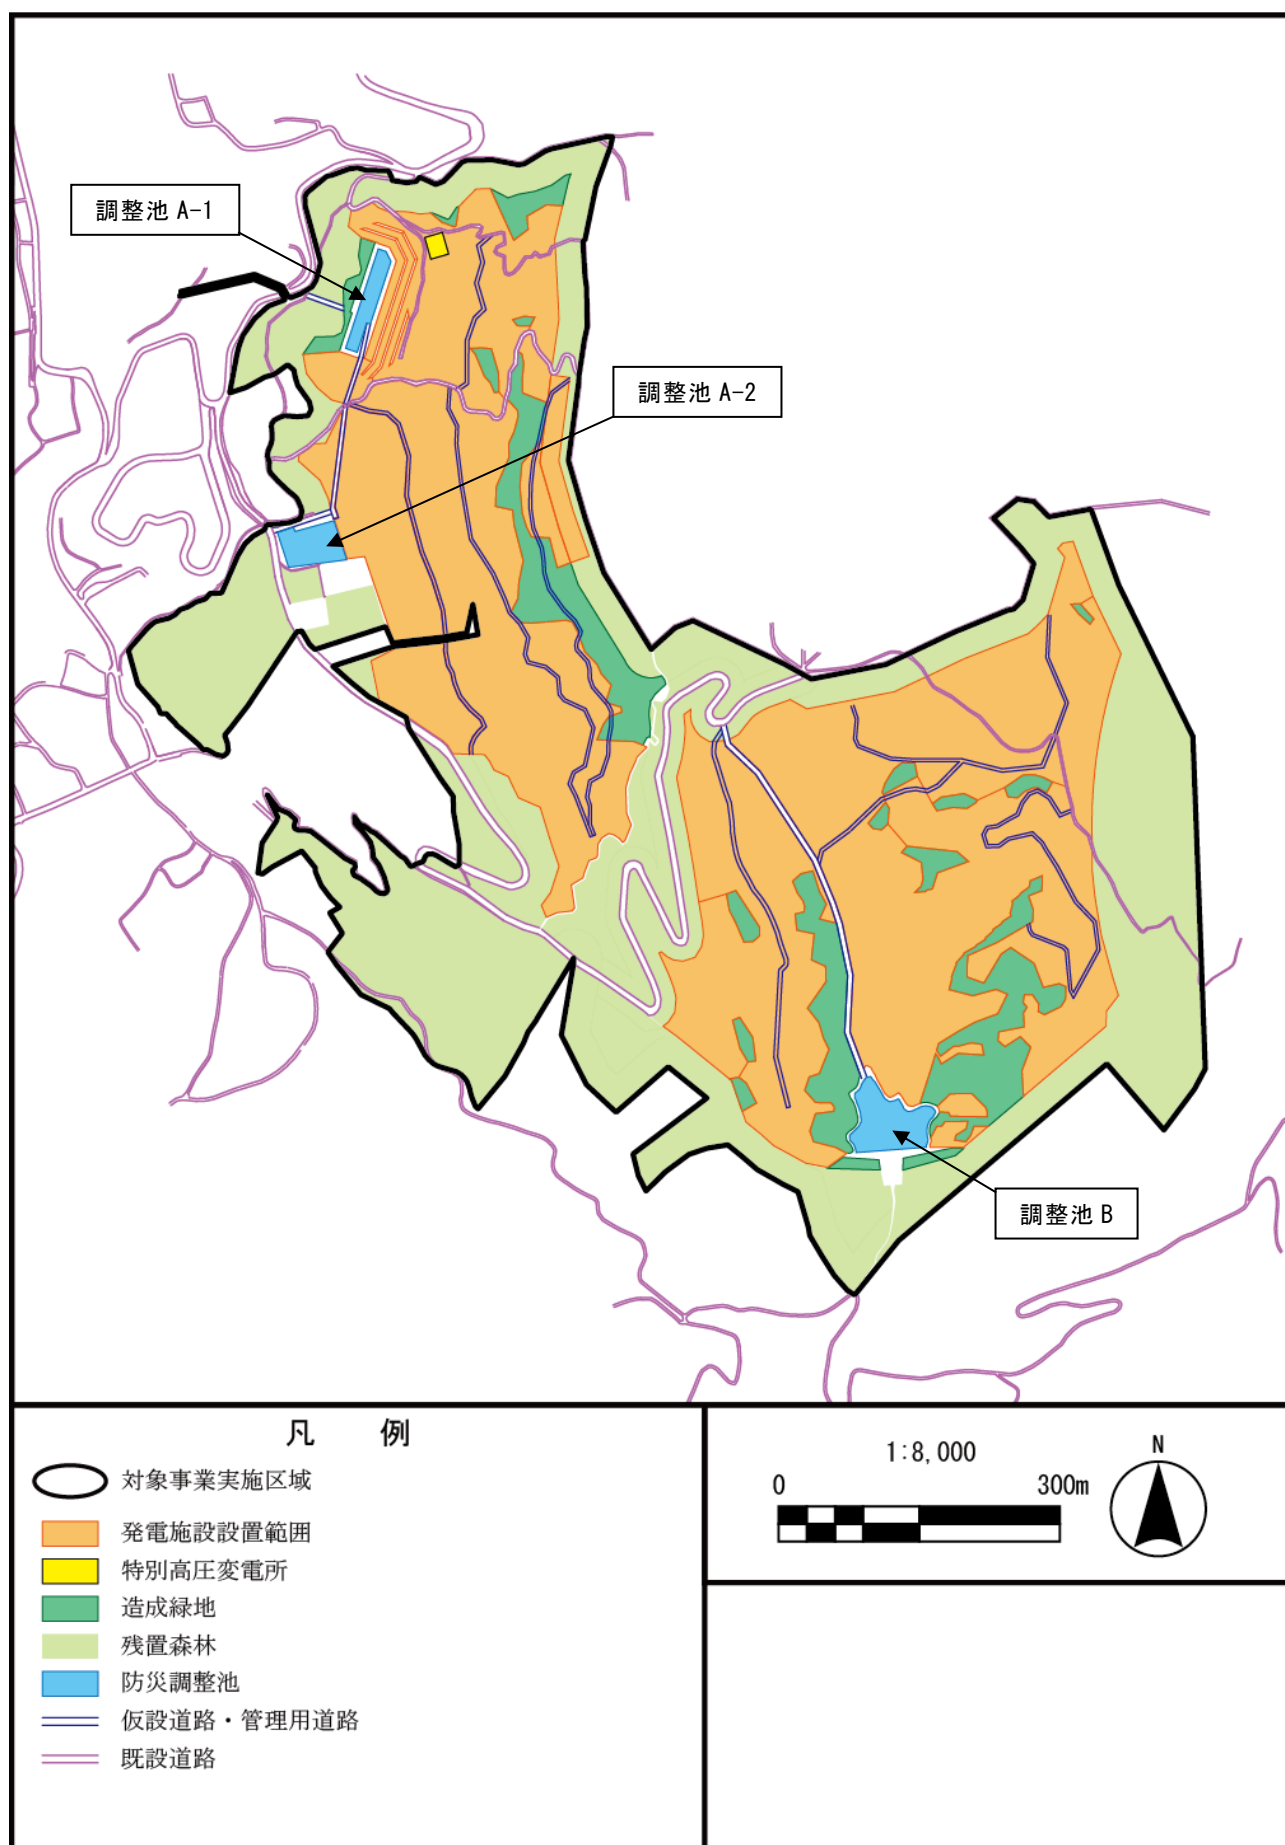 調整池 A-1
調整池 A-2
調整池 B
凡 例
対象事業実施区域
発電施設設置範囲
特別高圧変電所
造成緑地
残置森林
防災調整池
仮設道路・管理用道路
既設道路
1:8,000
0 300m
N